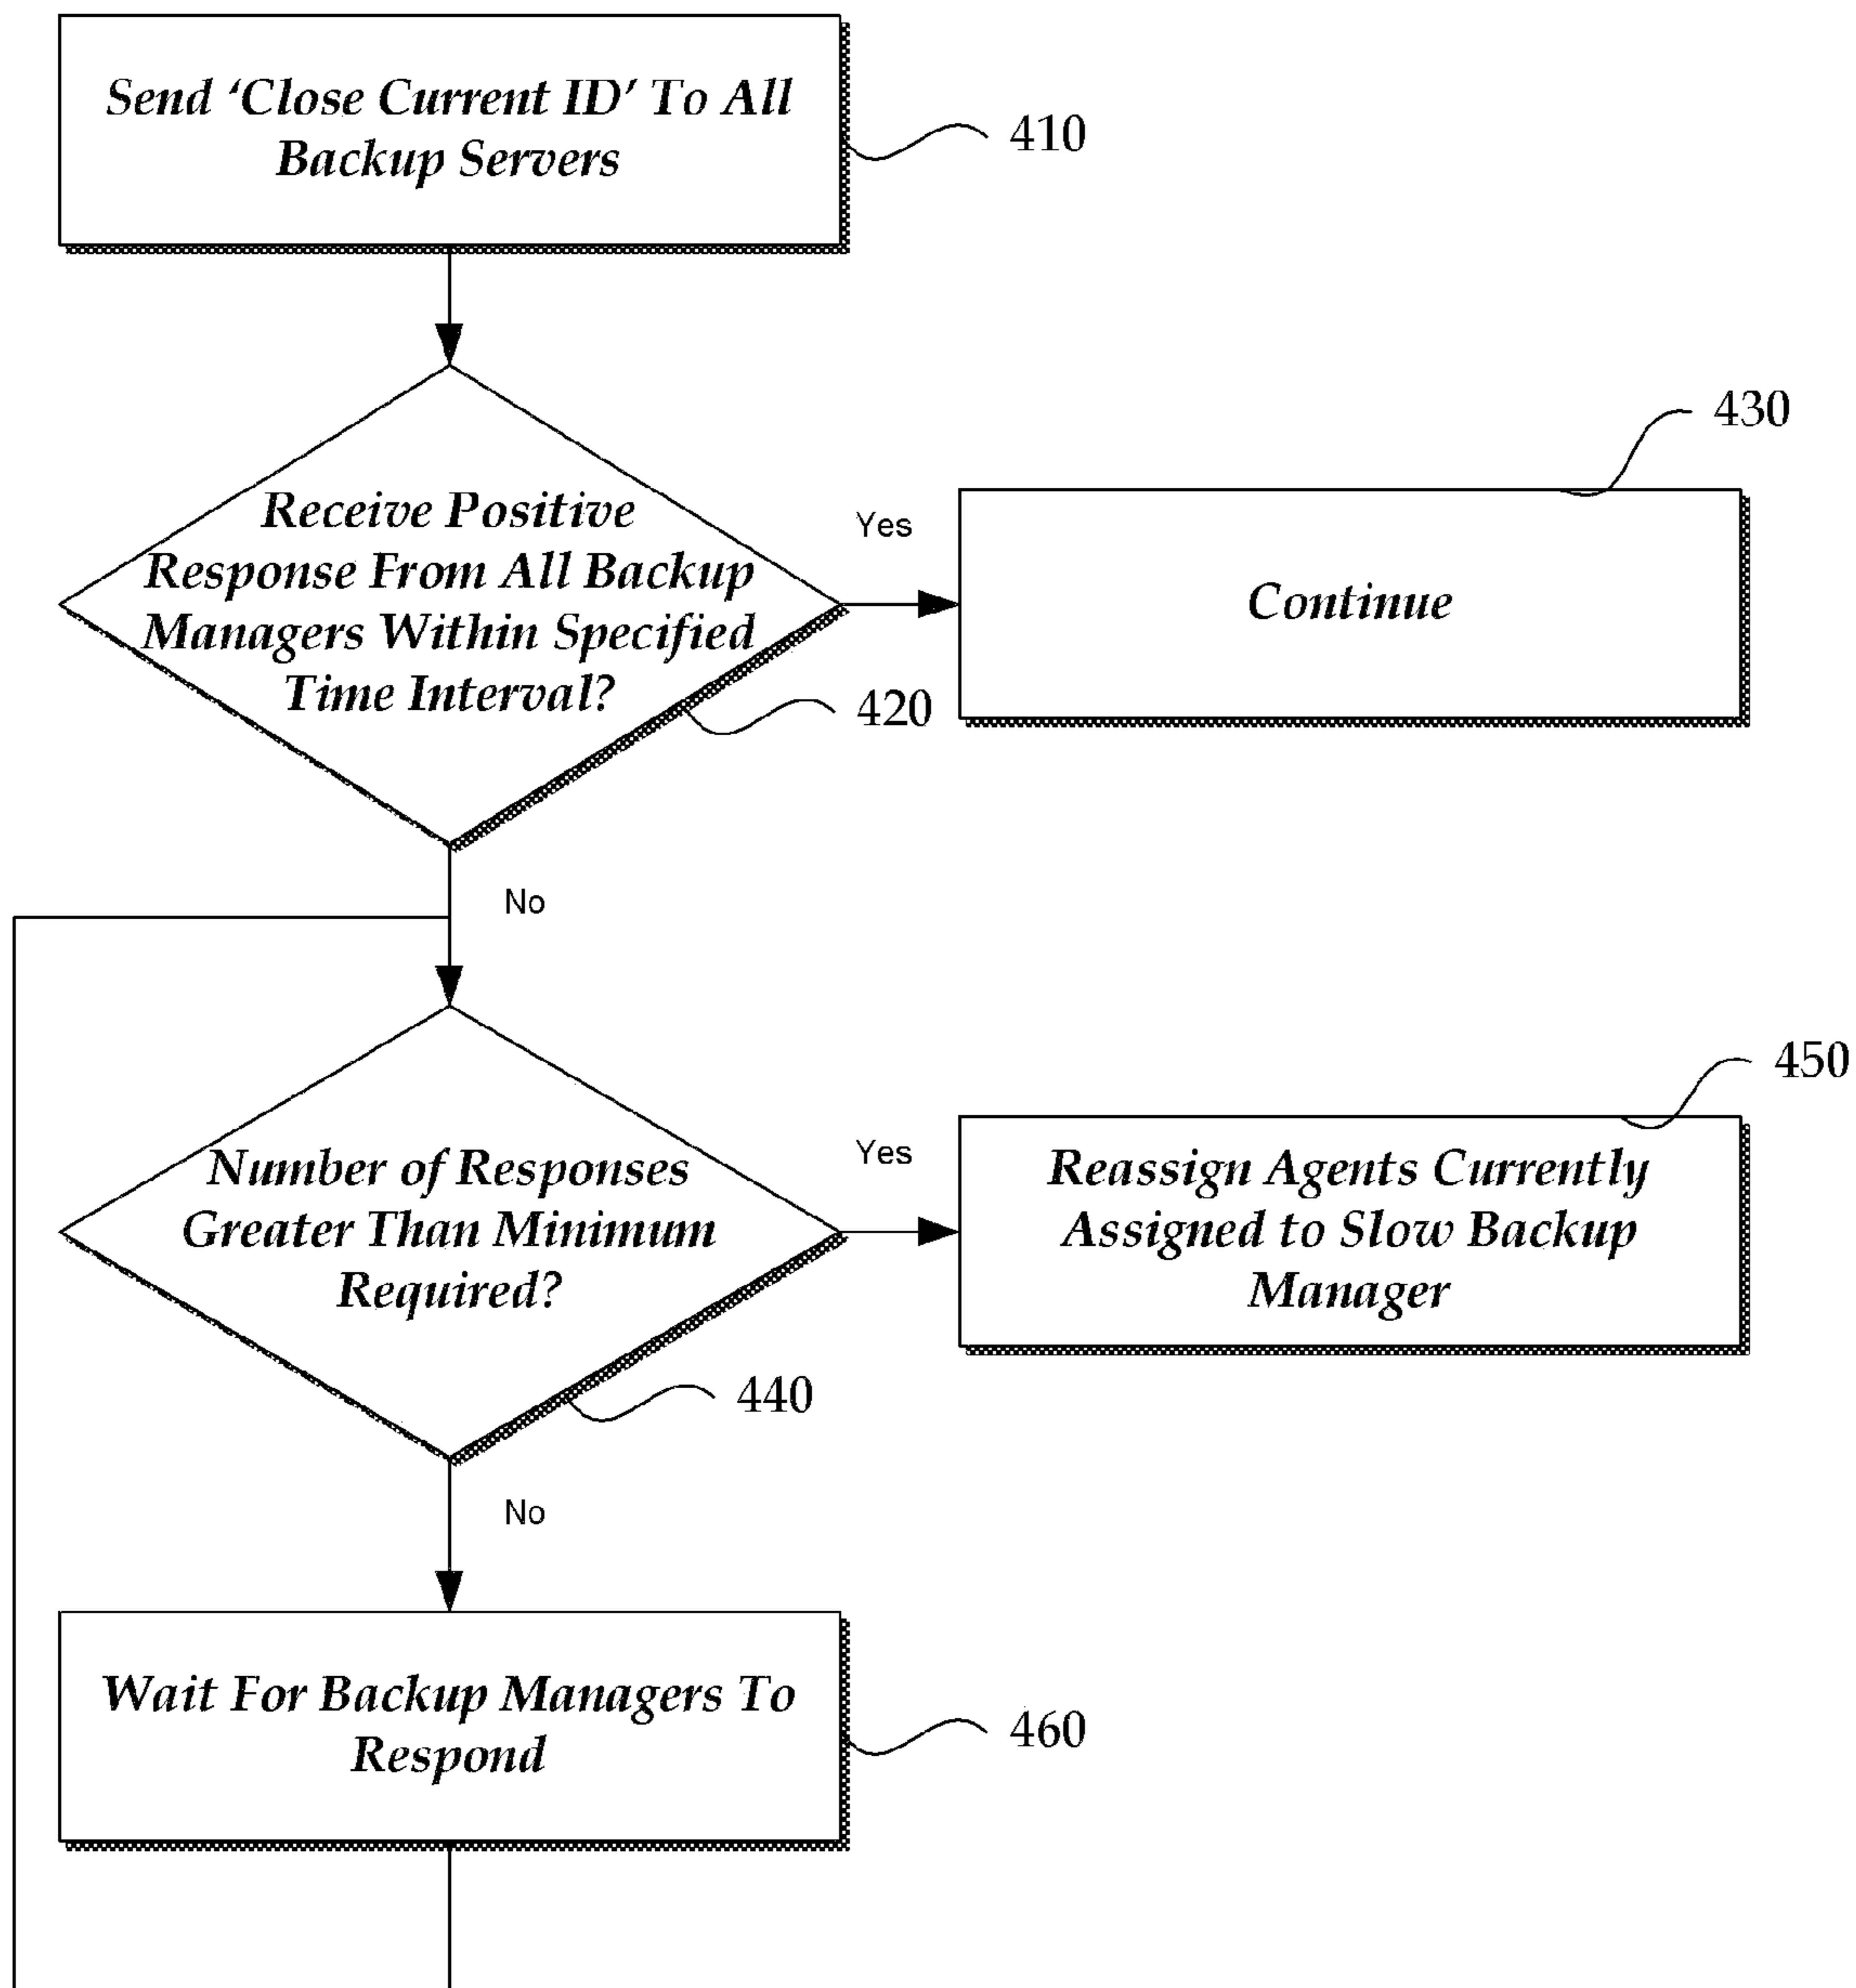 Send ‘Close Current ID’ To All
Backup Servers
410
Receive Positive
Response From All Backup
Managers Within Specified
Time Interval?
420
Yes
430
Continue
No
Number of Responses
Greater Than Minimum
Required?
440
Yes
450
Reassign Agents Currently
Assigned to Slow Backup
Manager
No
Wait For Backup Managers To
Respond
460